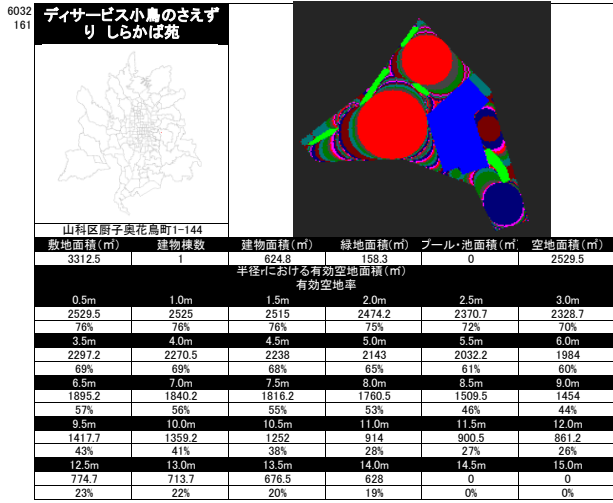 6032
161
ディサービス小鳥のさえず
り しらかば苑
山科区厨子奥花鳥町1-144
敷地面積(㎡) 建物棟数 建物面積(㎡) 緑地面積(㎡) プール・池面積(㎡) 空地面積(㎡)
3312.5 1 624.8 158.3 0 2529.5
半径rにおける有効空地面積(㎡)
有効空地率
0.5m 1.0m 1.5m 2.0m 2.5m 3.0m
2529.5 2525 2515 2474.2 2370.7 2328.7
76% 76% 76% 75% 72% 70%
3.5m 4.0m 4.5m 5.0m 5.5m 6.0m
2297.2 2270.5 2238 2143 2032.2 1984
69% 69% 68% 65% 61% 60%
6.5m 7.0m 7.5m 8.0m 8.5m 9.0m
1895.2 1840.2 1816.2 1760.5 1509.5 1454
57% 56% 55% 53% 46% 44%
9.5m 10.0m 10.5m 11.0m 11.5m 12.0m
1417.7 1359.2 1252 914 900.5 861.2
43% 41% 38% 28% 27% 26%
12.5m 13.0m 13.5m 14.0m 14.5m 15.0m
774.7 713.7 676.5 628 0 0
23% 22% 20% 19% 0% 0%